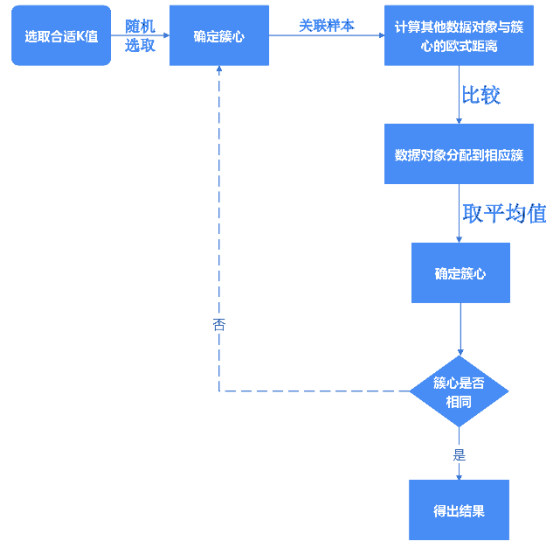 选取合适K值
随机
选取
确定簇心
关联样本
计算其他数据对象与簇
心的欧式距离
比较
数据对象分配到相应簇
取平均值
确定簇心
簇心是否
相同
否
是
得出结果